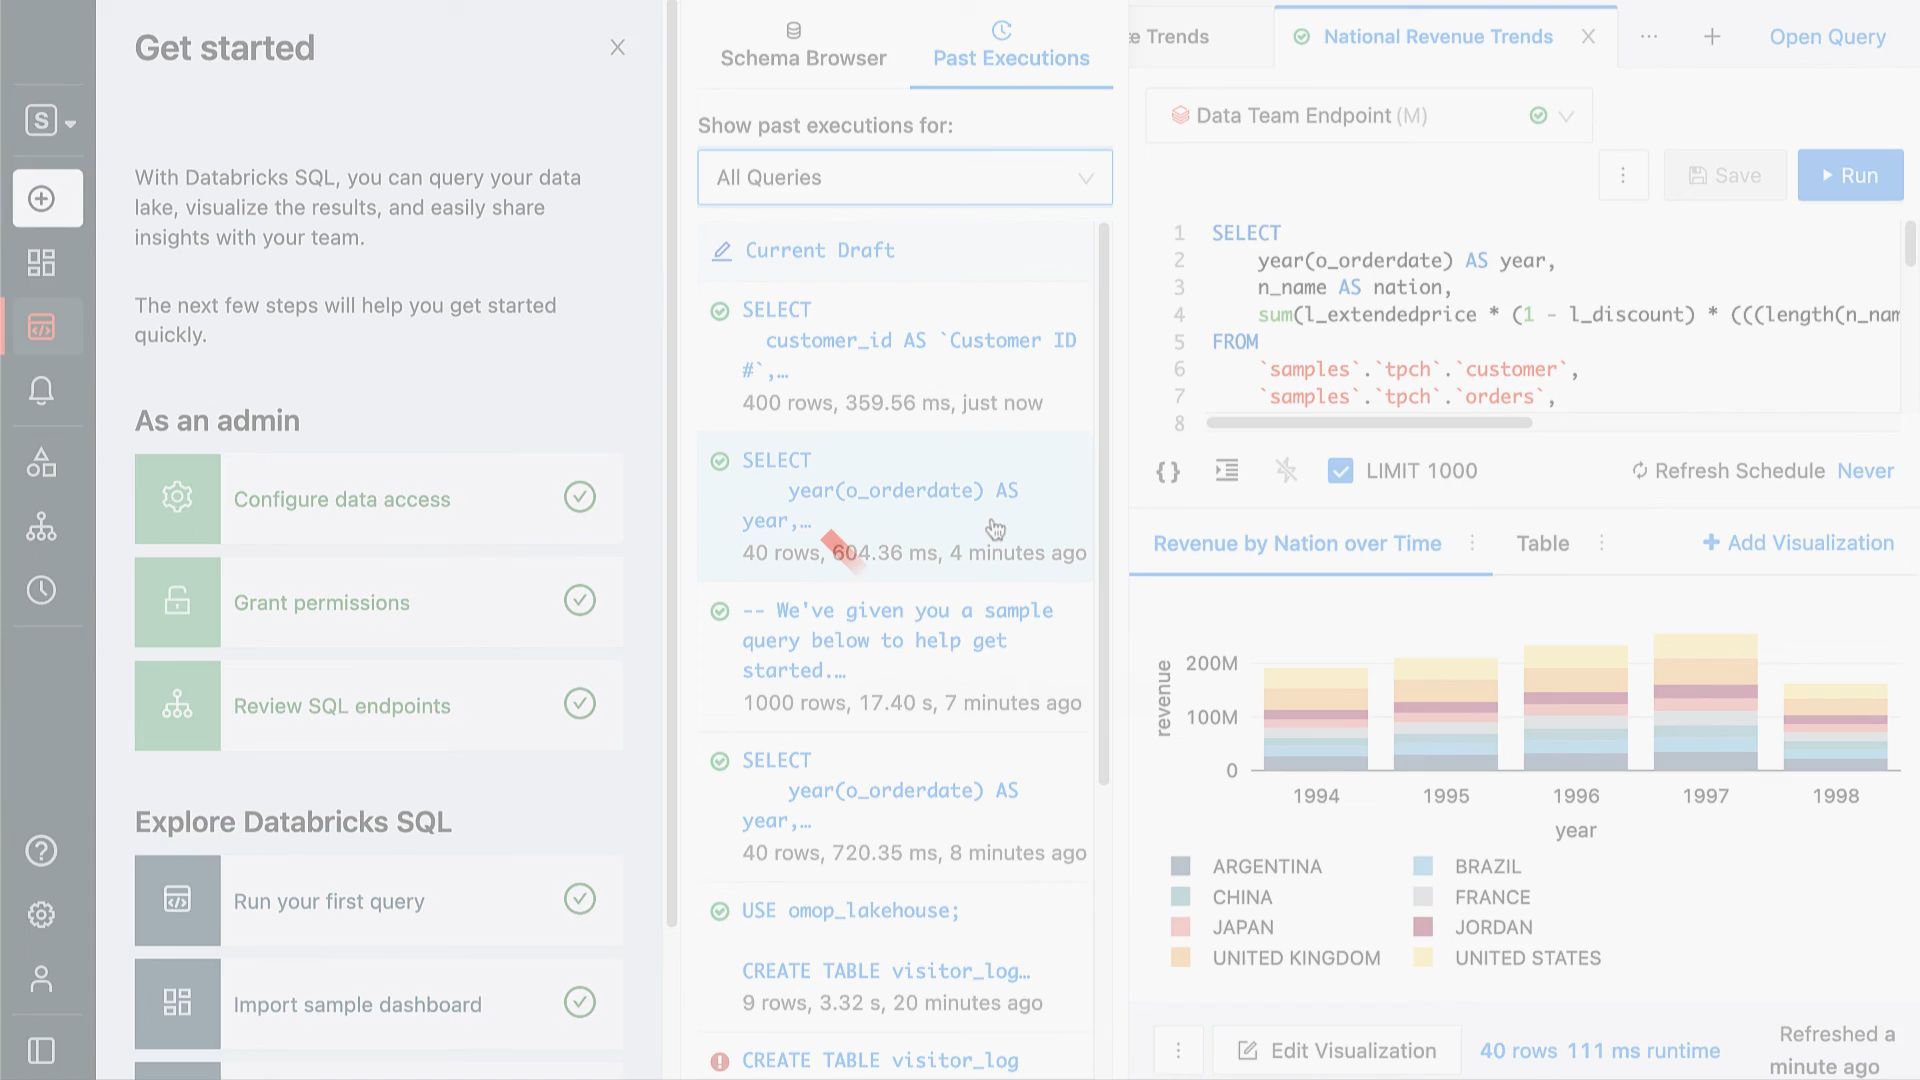 Get started
With Databricks SQL, you can query your data
lake, visualize the results, and easily share
insights with your team.
The next few steps will help you get started
quickly.
As an admin
Configure data access
Grant permissions
Review SQL endpoints
Explore Databricks SQL
Run your first query
Import sample dashboard
S
Schema Browser
Past Executions
Show past executions for:
All Queries
Current Draft
SELECT
customer_id AS `Customer ID
#`,…
400 rows, 359.56 ms, just now
SELECT
year(o_orderdate) AS
year,…
40 rows, 604.36 ms, 4 minutes ago
-- We've given you a sample
query below to help get
started.…
1000 rows, 17.40 s, 7 minutes ago
SELECT
year(o_orderdate) AS
year,…
40 rows, 720.35 ms, 8 minutes ago
USE omop_lakehouse;
CREATE TABLE visitor_log…
9 rows, 3.32 s, 20 minutes ago
CREATE TABLE visitor_log
e Trends
National Revenue Trends
Open Query
Data Team Endpoint (M)
Save
Run
1 SELECT
2 year(o_orderdate) AS year,
3 n_name AS nation,
4 sum(l_extendedprice * (1 - l_discount) * (((length(n_nam
5 FROM
6 `samples`.`tpch`.`customer`,
7 `samples`.`tpch`.`orders`,
8
{} LIMIT 1000
Refresh Schedule Never
Revenue by Nation over Time
Table
+ Add Visualization
revenue
200M
100M
0
1994 1995 1996 1997 1998
year
ARGENTINA BRAZIL
CHINA FRANCE
JAPAN JORDAN
UNITED KINGDOM UNITED STATES
Edit Visualization
40 rows 111 ms runtime
Refreshed a
minute ago